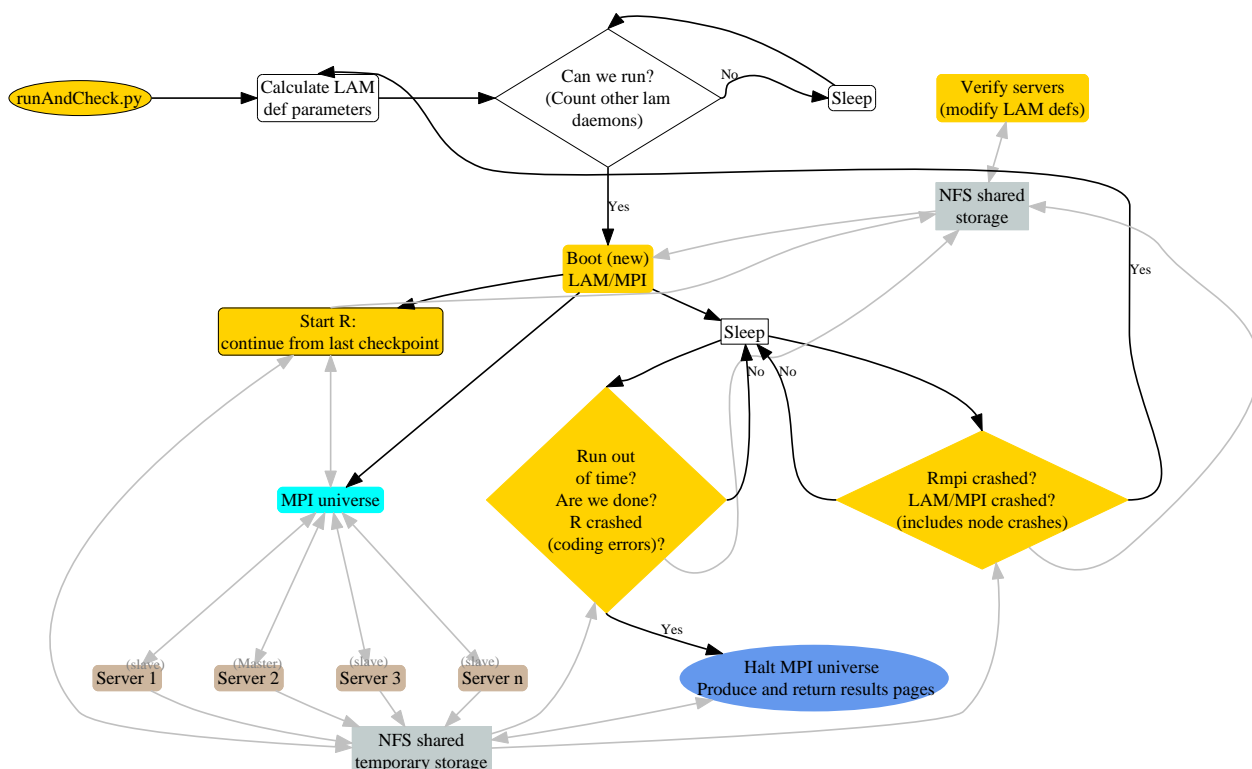 runAndCheck.py
Calculate LAM
def parameters
Can we run?
(Count other lam
daemons)
No
Sleep
Verify servers
(modify LAM defs)
NFS shared
storage
Yes
Boot (new)
LAM/MPI
Yes
Start R:
continue from last checkpoint
Sleep
No
No
Run out
of time?
Are we done?
R crashed
(coding errors)?
Rmpi crashed?
LAM/MPI crashed?
(includes node crashes)
MPI universe
Yes
(slave)
Server 1
(Master)
Server 2
(slave)
Server 3
(slave)
Server n
Halt MPI universe
Produce and return results pages
NFS shared
temporary storage